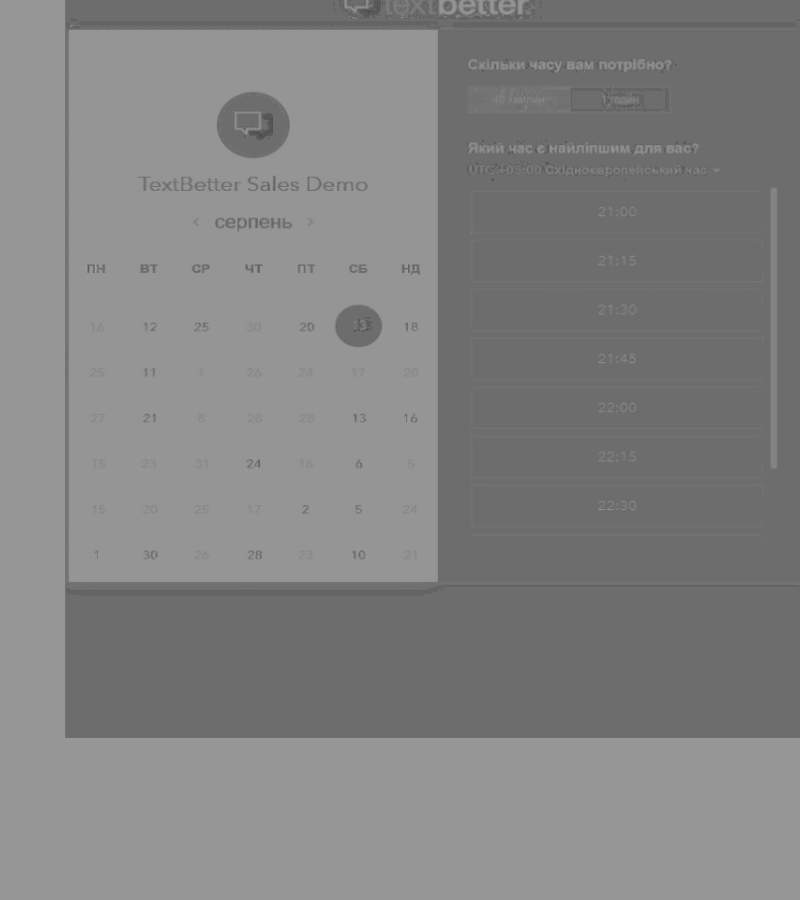 textbetter
TextBetter Sales Demo
‹ серпень ›
ПН ВТ СР ЧТ ПТ СБ НД
16 12 25 30 20 13 18
25 11 1 26 24 17 20
27 21 8 28 28 13 16
15 23 31 24 16 6 5
15 20 25 17 2 5 24
1 30 26 28 23 10 21
Скільки часу вам потрібно?
хвилин 1 годин
Який час є найліпшим для вас?
UTC +03:00 Східноєвропейський час
21:00
21:15
21:30
21:45
22:00
22:15
22:30